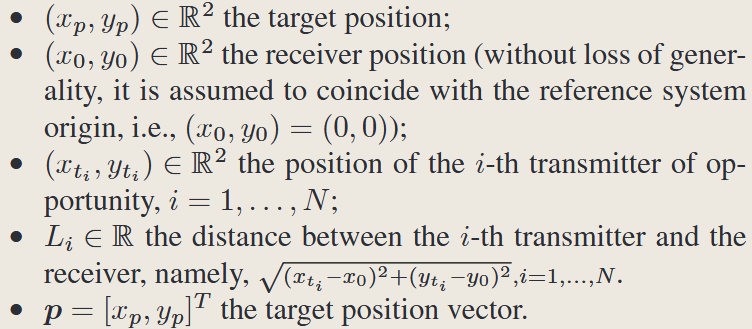 • $(x_p, y_p) \in \mathbb{R}^2$ the target position;
• $(x_0, y_0) \in \mathbb{R}^2$ the receiver position (without loss of gener-
ality, it is assumed to coincide with the reference system
origin, i.e., $(x_0, y_0) = (0, 0)$);
• $(x_{t_i}, y_{t_i}) \in \mathbb{R}^2$ the position of the $i$-th transmitter of op-
portunity, $i = 1, \ldots, N$;
• $L_i \in \mathbb{R}$ the distance between the $i$-th transmitter and the
receiver, namely, $\sqrt{(x_{t_i} - x_0)^2 + (y_{t_i} - y_0)^2}, i = 1, \ldots, N$.
• $\boldsymbol{p} = [x_p, y_p]^T$ the target position vector.